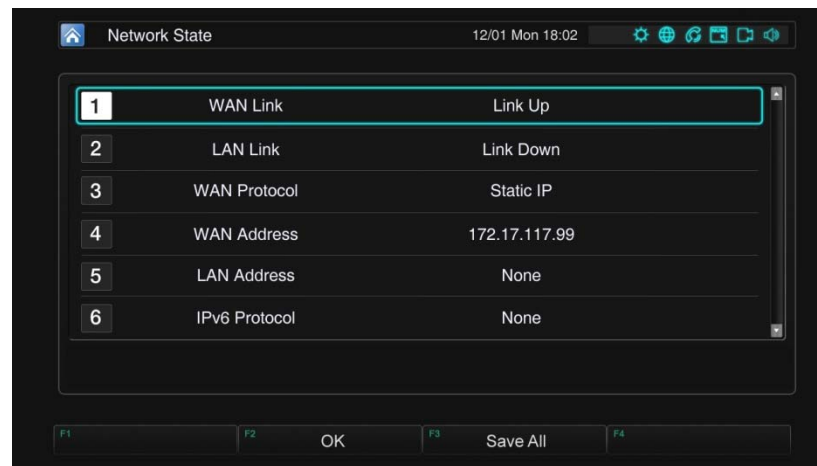 Network State 12/01 Mon 18:02
1 WAN Link Link Up
2 LAN Link Link Down
3 WAN Protocol Static IP
4 WAN Address 172.17.117.99
5 LAN Address None
6 IPv6 Protocol None
F1 F2 OK F3 Save All F4